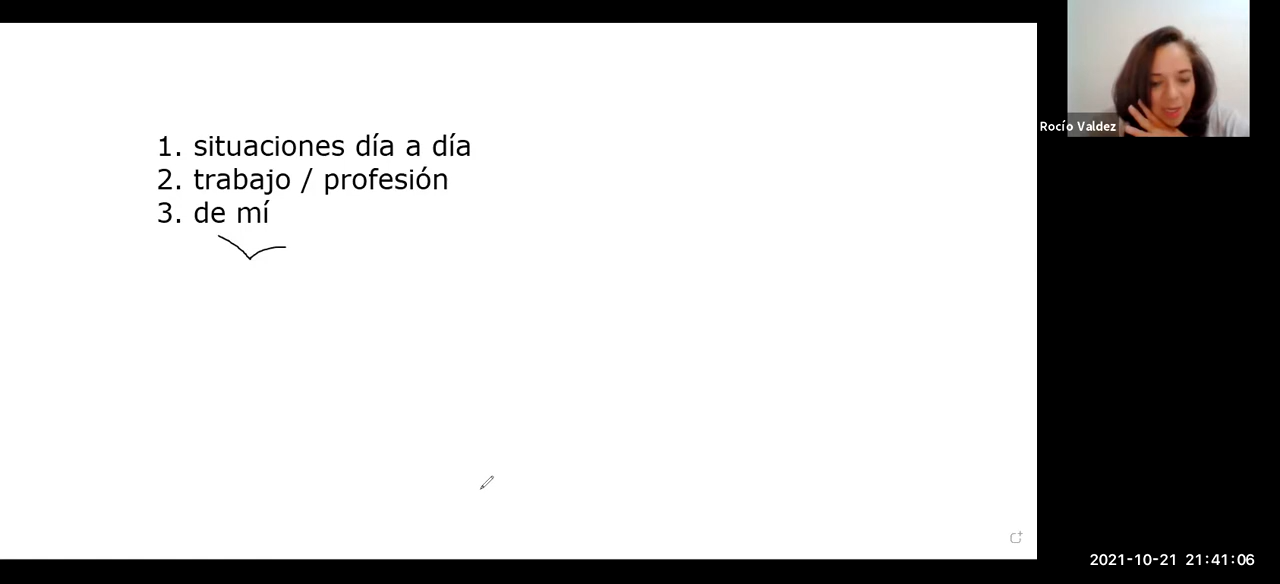 1. situaciones día a día
2. trabajo / profesión
3. de mí
Rocío Valdez
2021-10-21 21:41:06